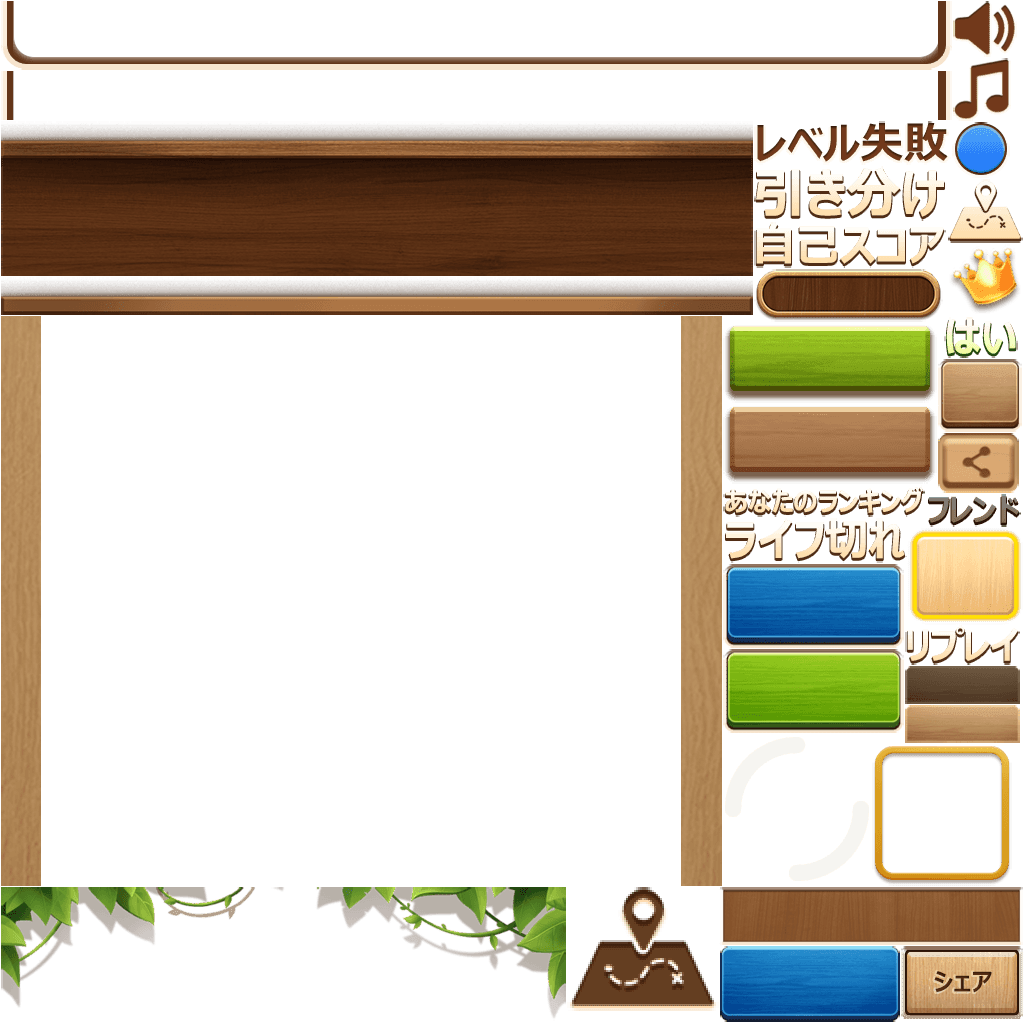 レベル失敗
引き分け
自己スコア
はい
あなたのランキング
フレンド
ライフ切れ
リプレイ
シェア